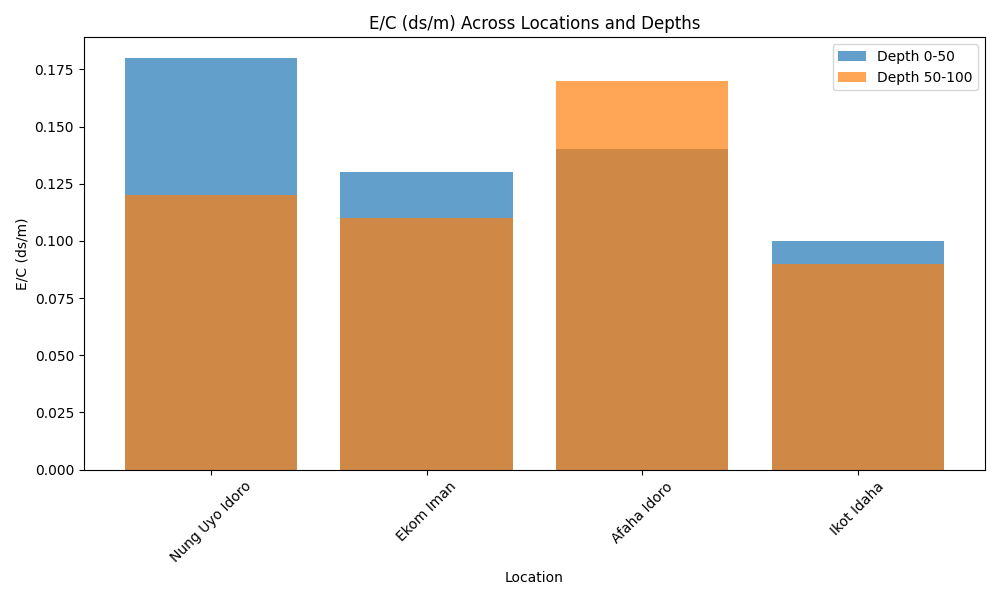 E/C (ds/m) Across Locations and Depths
Depth 0-50
Depth 50-100
E/C (ds/m)
0.175
0.150
0.125
0.100
0.075
0.050
0.025
0.000
Nung Uyo Idoro
Ekom Iman
Afaha Idoro
Ikot Idaha
Location